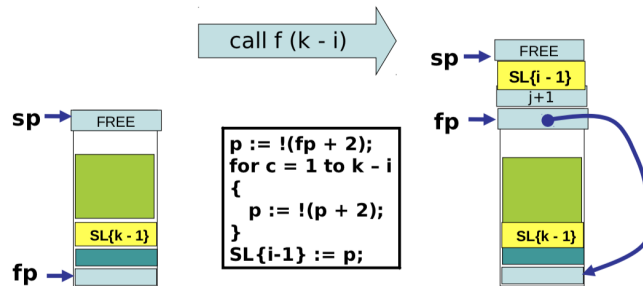 call f (k - i)
sp
FREE
SL{k - 1}
fp
p := !(fp + 2);
for c = 1 to k – i
{
p := !(p + 2);
}
SL{i-1} := p;
sp
FREE
SL{i - 1}
j+1
fp
SL{k - 1}